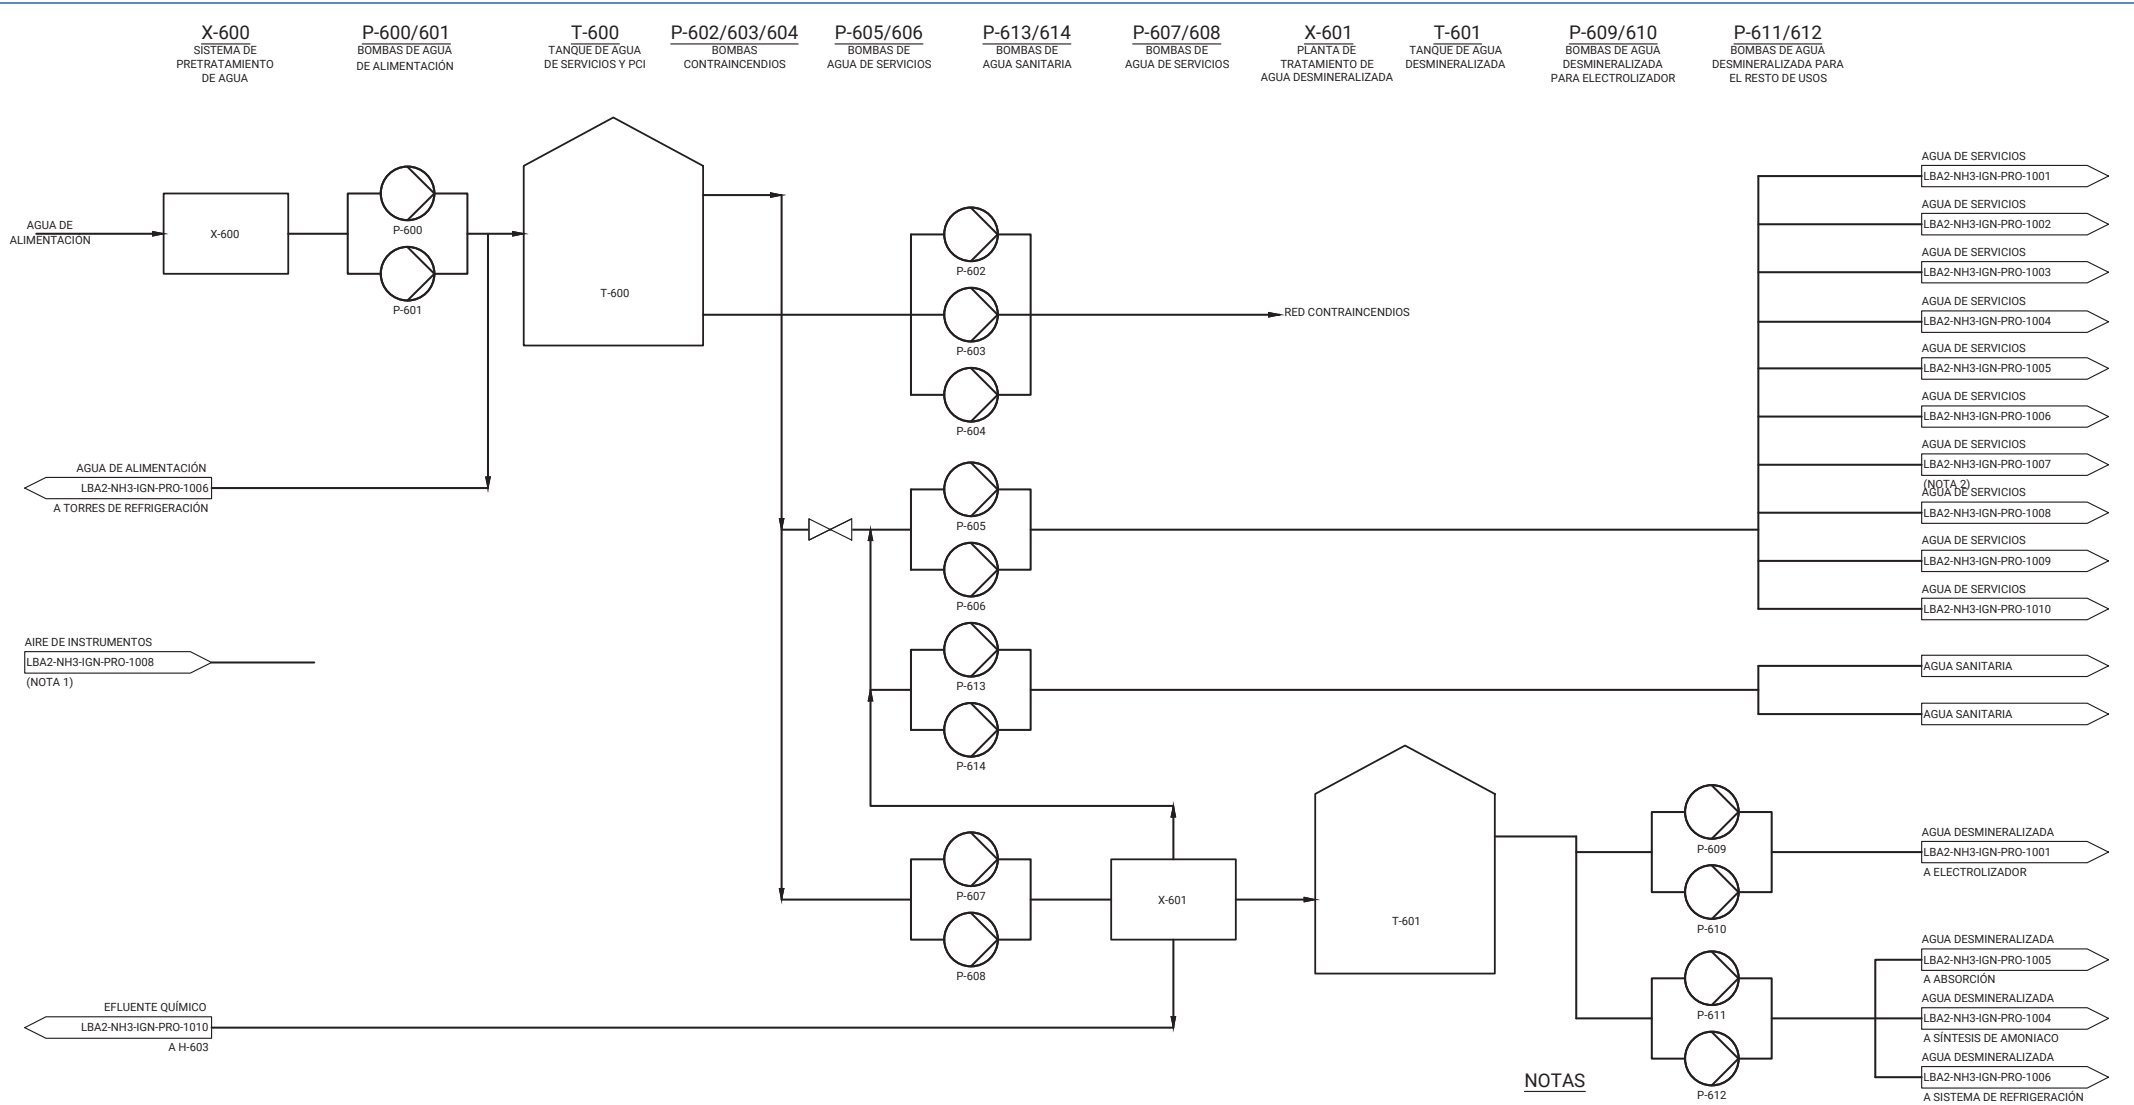 X-600
SISTEMA DE
PRETRATAMIENTO
DE AGUA
P-600/601
BOMBAS DE AGUA
DE ALIMENTACIÓN
T-600
TANQUE DE AGUA
DE SERVICIOS Y PCI
P-602/603/604
BOMBAS
CONTRAINCENDIOS
P-605/606
BOMBAS DE
AGUA DE SERVICIOS
P-613/614
BOMBAS DE
AGUA SANITARIA
P-607/608
BOMBAS DE
AGUA DE SERVICIOS
X-601
PLANTA DE
TRATAMIENTO DE
AGUA DESMINERALIZADA
T-601
TANQUE DE AGUA
DESMINERALIZADA
P-609/610
BOMBAS DE AGUA
DESMINERALIZADA
PARA ELECTROLIZADOR
P-611/612
BOMBAS DE AGUA
DESMINERALIZADA PARA
EL RESTO DE USOS
AGUA DE
ALIMENTACIÓN
X-600
P-600
P-601
T-600
P-602
P-603
P-604
RED CONTRAINCENDIOS
AGUA DE ALIMENTACIÓN
LBA2-NH3-IGN-PRO-1006
A TORRES DE REFRIGERACIÓN
P-605
P-606
AIRE DE INSTRUMENTOS
LBA2-NH3-IGN-PRO-1008
(NOTA 1)
P-613
P-614
P-607
P-608
X-601
T-601
P-609
P-610
P-611
P-612
EFLUENTE QUÍMICO
LBA2-NH3-IGN-PRO-1010
A H-603
AGUA DE SERVICIOS
LBA2-NH3-IGN-PRO-1001
AGUA DE SERVICIOS
LBA2-NH3-IGN-PRO-1002
AGUA DE SERVICIOS
LBA2-NH3-IGN-PRO-1003
AGUA DE SERVICIOS
LBA2-NH3-IGN-PRO-1004
AGUA DE SERVICIOS
LBA2-NH3-IGN-PRO-1005
AGUA DE SERVICIOS
LBA2-NH3-IGN-PRO-1006
AGUA DE SERVICIOS
LBA2-NH3-IGN-PRO-1007
(NOTA 2)
AGUA DE SERVICIOS
LBA2-NH3-IGN-PRO-1008
AGUA DE SERVICIOS
LBA2-NH3-IGN-PRO-1009
AGUA DE SERVICIOS
LBA2-NH3-IGN-PRO-1010
AGUA SANITARIA
AGUA SANITARIA
AGUA DESMINERALIZADA
LBA2-NH3-IGN-PRO-1001
A ELECTROLIZADOR
AGUA DESMINERALIZADA
LBA2-NH3-IGN-PRO-1005
A ABSORCIÓN
AGUA DESMINERALIZADA
LBA2-NH3-IGN-PRO-1004
A SÍNTESIS DE AMONIACO
AGUA DESMINERALIZADA
LBA2-NH3-IGN-PRO-1006
A SISTEMA DE REFRIGERACIÓN
NOTAS